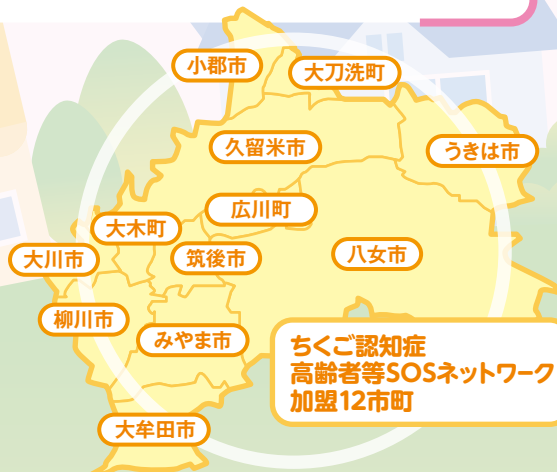 小郡市
大刀洗町
久留米市
うきは市
広川町
大木町
八女市
大川市
筑後市
柳川市
みやま市
ちくご認知症
高齢者等SOSネットワーク
加盟12市町
大牟田市